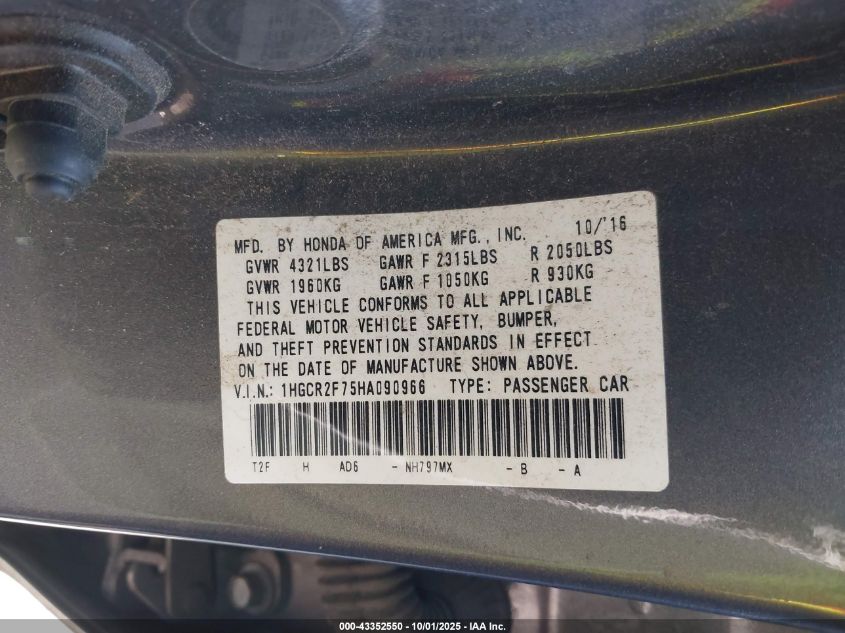 MFD. BY HONDA OF AMERICA MFG., INC. 10/'16
GVWR 4321LBS GAWR F 2315LBS R 2050LBS
GVWR 1960KG GAWR F 1050KG R 930KG
THIS VEHICLE CONFORMS TO ALL APPLICABLE
FEDERAL MOTOR VEHICLE SAFETY, BUMPER,
AND THEFT PREVENTION STANDARDS IN EFFECT
ON THE DATE OF MANUFACTURE SHOWN ABOVE.
V.I.N.: 1HGCR2F75HA090966 TYPE: PASSENGER CAR
T2F H AD6 - NH797MX - B - A
000-43352550 - 10/01/2025 - IAA Inc.